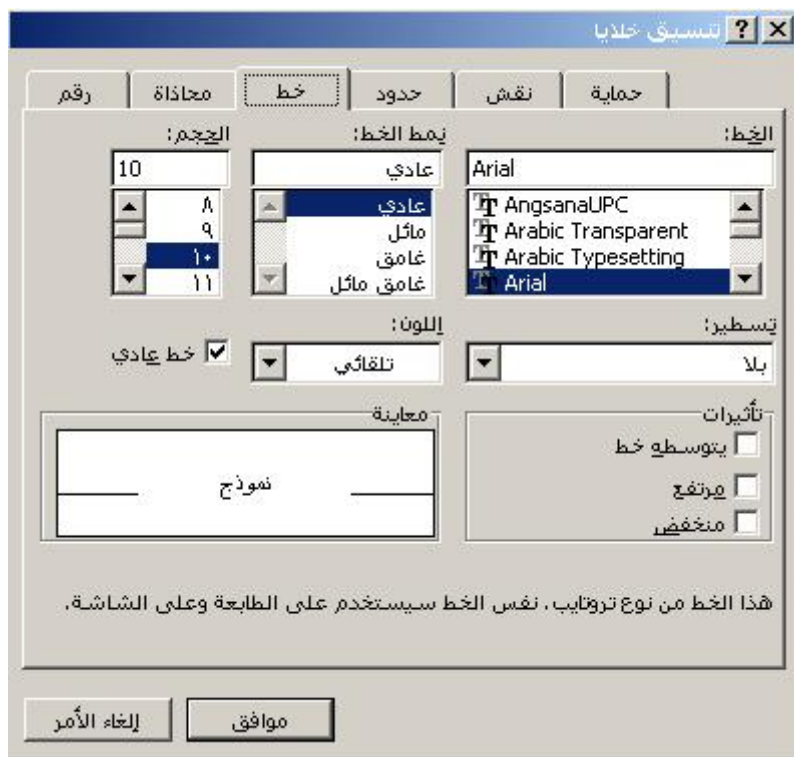 تنسيق خلايا
رقم محاذاة خط حدود نقش حماية
الخط: نمط الخط: الحجم:
Arial عادي 10
AngsanaUPC عادي ٨
Arabic Transparent مائل ٩
Arabic Typesetting غامق ١٠
Arial غامق مائل ١١
تسطير: اللون:
بلا تلقائي خط عادي
تأثيرات معاينة
يتوسطه خط
نموذج
مرتفع
منخفض
هذا الخط من نوع تروتايب، نفس الخط سيستخدم على الطابعة وعلى الشاشة.
موافق إلغاء الأمر